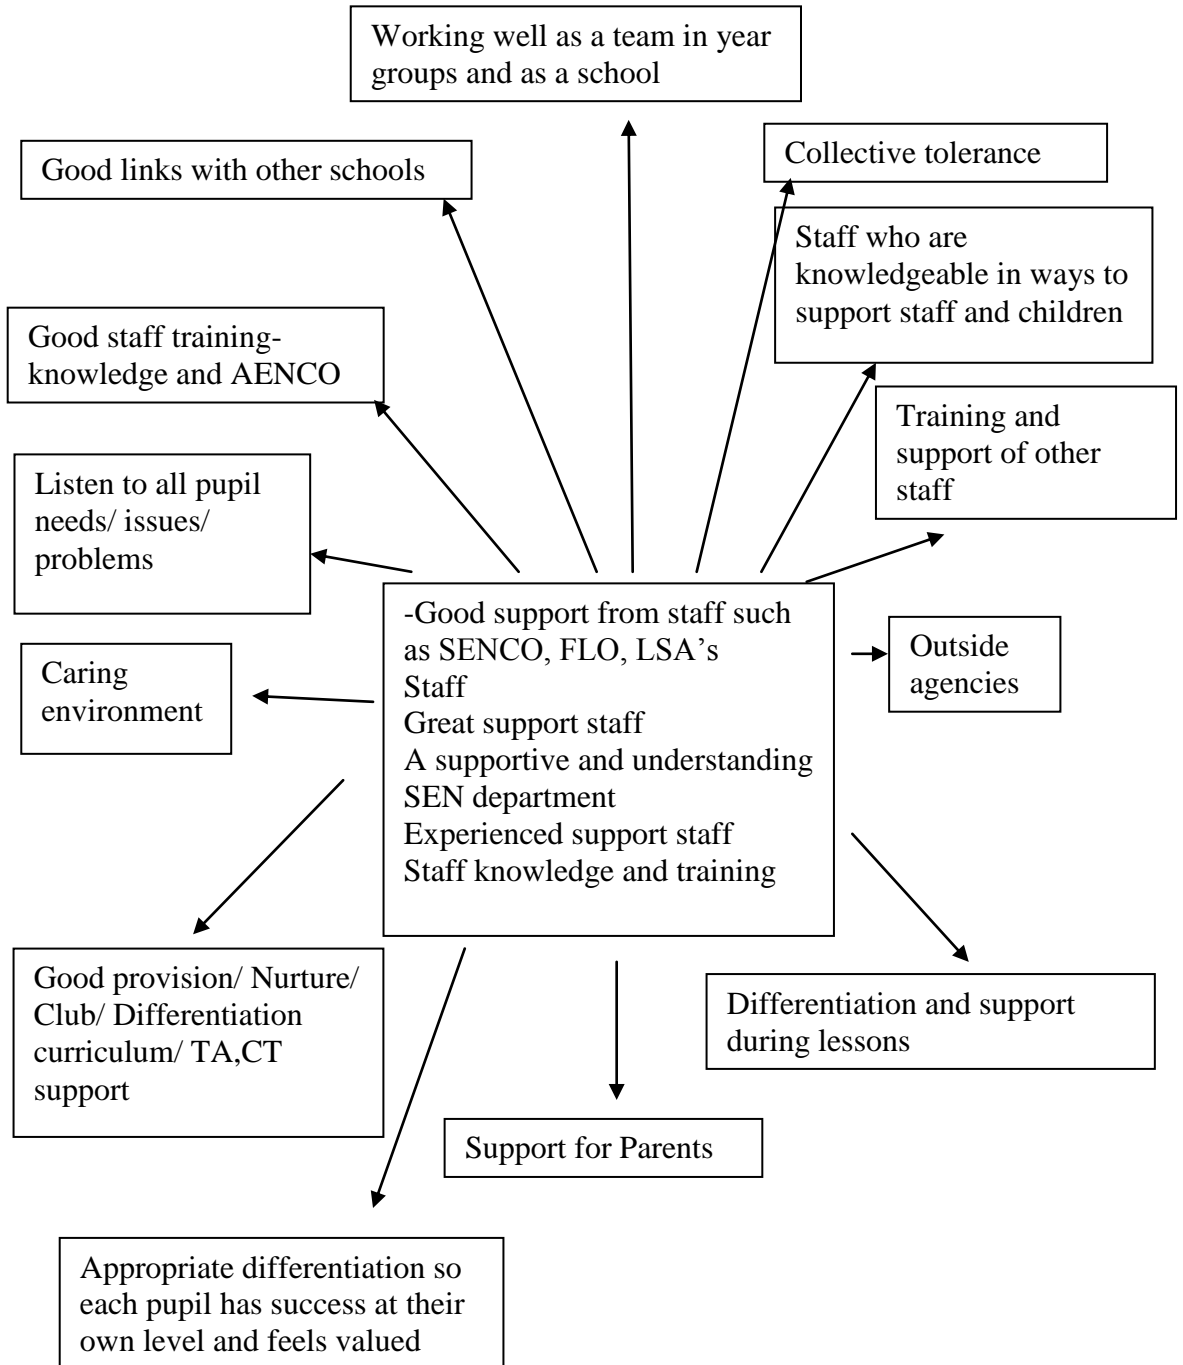 Working well as a team in year
groups and as a school
Good links with other schools
Collective tolerance
Staff who are
knowledgeable in ways to
support staff and children
Good staff training-
knowledge and AENCO
Training and
support of other
staff
Listen to all pupil
needs/ issues/
problems
-Good support from staff such
as SENCO, FLO, LSA’s
Staff
Great support staff
A supportive and understanding
SEN department
Experienced support staff
Staff knowledge and training
Outside
agencies
Caring
environment
Good provision/ Nurture/
Club/ Differentiation
curriculum/ TA,CT
support
Differentiation and support
during lessons
Support for Parents
Appropriate differentiation so
each pupil has success at their
own level and feels valued